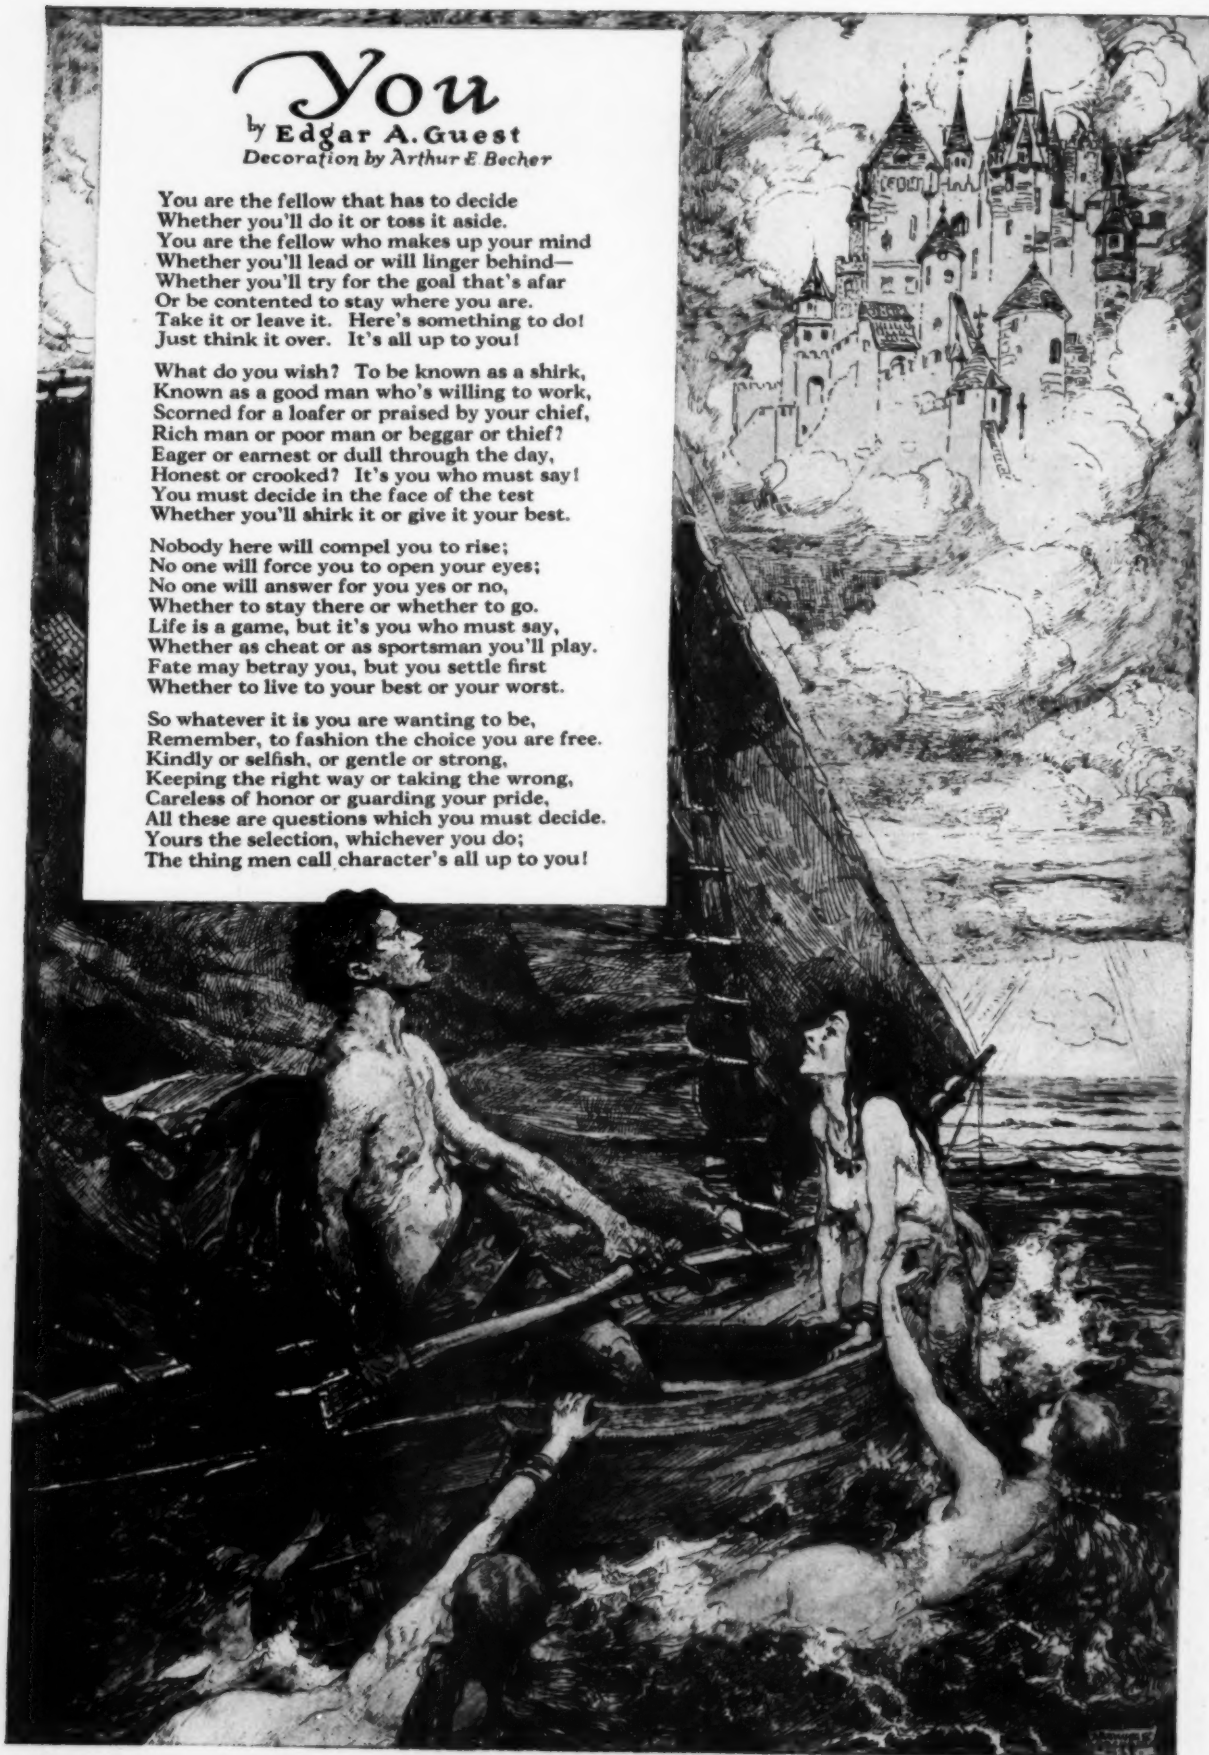 You
by Edgar A. Guest
Decoration by Arthur E. Becher
You are the fellow that has to decide
Whether you'll do it or toss it aside.
You are the fellow who makes up your mind
Whether you'll lead or will linger behind—
Whether you'll try for the goal that's afar
Or be contented to stay where you are.
Take it or leave it. Here's something to do!
Just think it over. It's all up to you!
What do you wish? To be known as a shirk,
Known as a good man who's willing to work,
Scorned for a loafer or praised by your chief,
Rich man or poor man or beggar or thief?
Eager or earnest or dull through the day,
Honest or crooked? It's you who must say!
You must decide in the face of the test
Whether you'll shirk it or give it your best.
Nobody here will compel you to rise;
No one will force you to open your eyes;
No one will answer for you yes or no,
Whether to stay there or whether to go.
Life is a game, but it's you who must say,
Whether as cheat or as sportsman you'll play.
Fate may betray you, but you settle first
Whether to live to your best or your worst.
So whatever it is you are wanting to be,
Remember, to fashion the choice you are free.
Kindly or selfish, or gentle or strong,
Keeping the right way or taking the wrong,
Careless of honor or guarding your pride,
All these are questions which you must decide.
Yours the selection, whichever you do;
The thing men call character's all up to you!